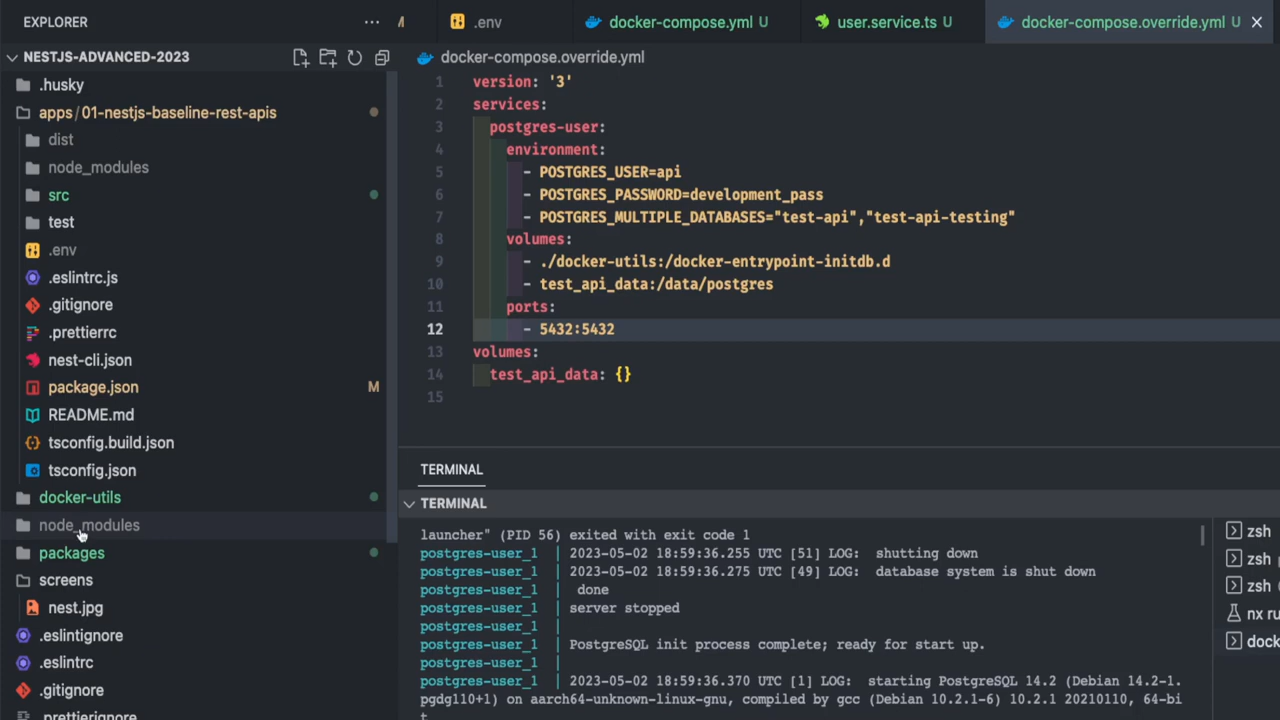 EXPLORER
NESTJS-ADVANCED-2023
.husky
apps / 01-nestjs-baseline-rest-apis
dist
node_modules
src
test
.env
.eslintrc.js
.gitignore
.prettierrc
nest-cli.json
package.json M
README.md
tsconfig.build.json
tsconfig.json
docker-utils
node_modules
packages
screens
nest.jpg
.eslintignore
.eslintrc
.gitignore
.prettierignore
.env docker-compose.yml U user.service.ts U docker-compose.override.yml U
docker-compose.override.yml
1 version: '3'
2 services:
3 postgres-user:
4 environment:
5 - POSTGRES_USER=api
6 - POSTGRES_PASSWORD=development_pass
7 - POSTGRES_MULTIPLE_DATABASES="test-api","test-api-testing"
8 volumes:
9 - ./docker-utils:/docker-entrypoint-initdb.d
10 - test_api_data:/data/postgres
11 ports:
12 - 5432:5432
13 volumes:
14 test_api_data: {}
15
TERMINAL
TERMINAL
launcher" (PID 56) exited with exit code 1
postgres-user_1 | 2023-05-02 18:59:36.255 UTC [51] LOG: shutting down
postgres-user_1 | 2023-05-02 18:59:36.275 UTC [49] LOG: database system is shut down
postgres-user_1 | done
postgres-user_1 | server stopped
postgres-user_1 |
postgres-user_1 | PostgreSQL init process complete; ready for start up.
postgres-user_1 |
postgres-user_1 | 2023-05-02 18:59:36.370 UTC [1] LOG: starting PostgreSQL 14.2 (Debian 14.2-1.
pgdg110+1) on aarch64-unknown-linux-gnu, compiled by gcc (Debian 10.2.1-6) 10.2.1 20210110, 64-bi
t
zsh
zsh
zsh
nx ru
dock